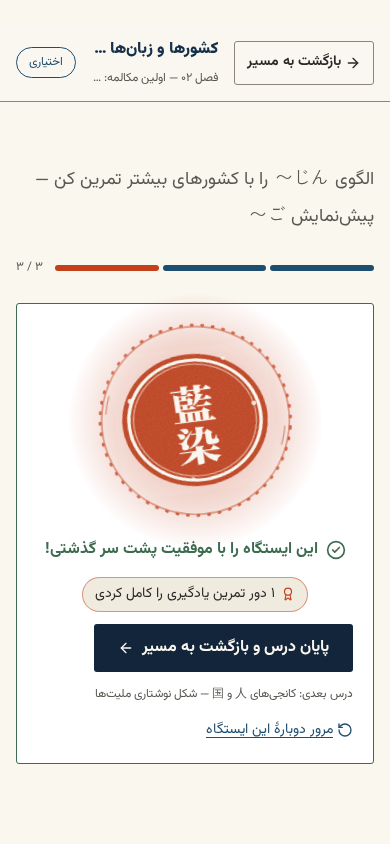 بازگشت به مسیر
کشورها و زبان‌ها ...
فصل ۰۲ — اولین مکالمه: ...
اختیاری
الگوی 〜じん را با کشورهای بیشتر تمرین کن —
پیش‌نمایش 〜ご
۳ / ۳
藍
染
این ایستگاه را با موفقیت پشت سر گذشتی!
۱ دور تمرین یادگیری را کامل کردی
پایان درس و بازگشت به مسیر
درس بعدی: کانجی‌های 人 و 国 — شکل نوشتاری ملیت‌ها
مرور دوبارهٔ این ایستگاه